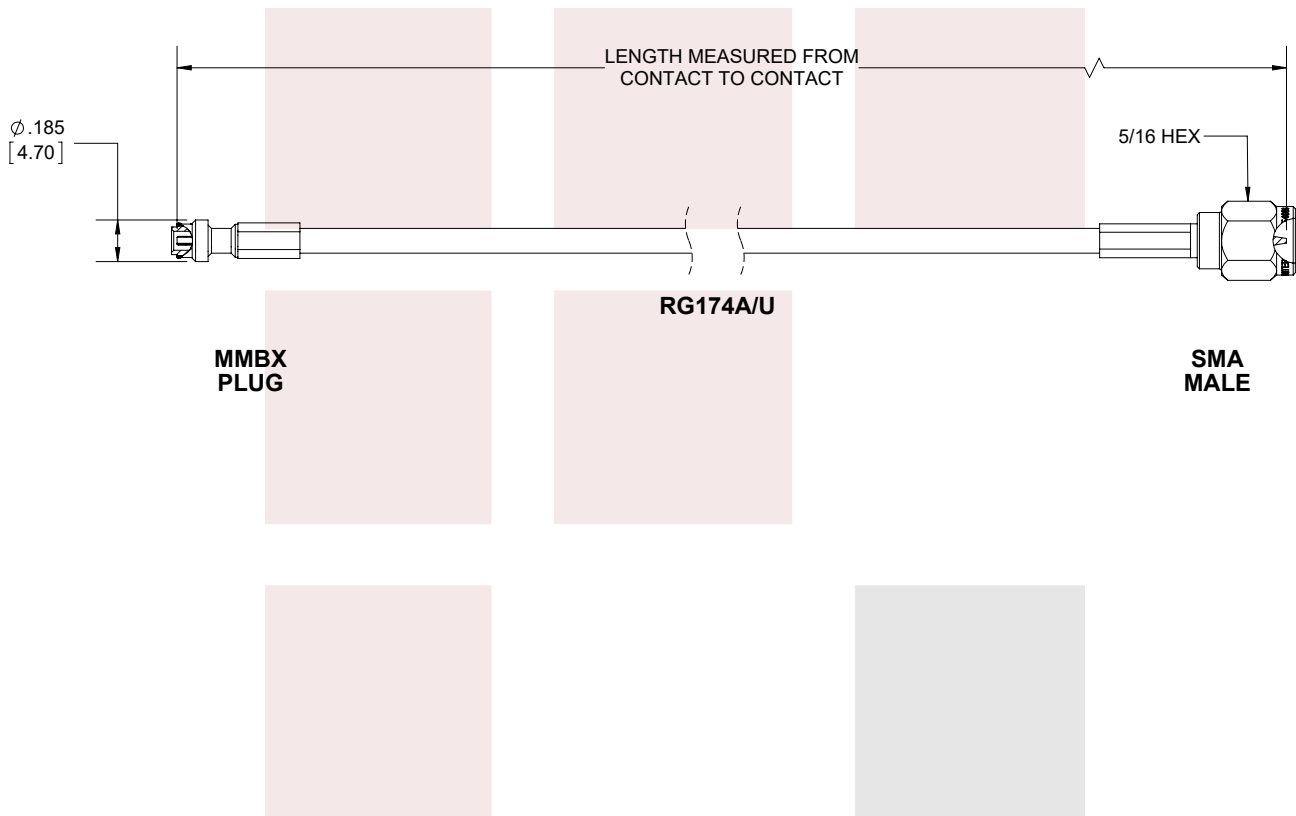 LENGTH MEASURED FROM
CONTACT TO CONTACT
⌀.185
[4.70]
5/16 HEX
RG174A/U
MMBX
PLUG
SMA
MALE